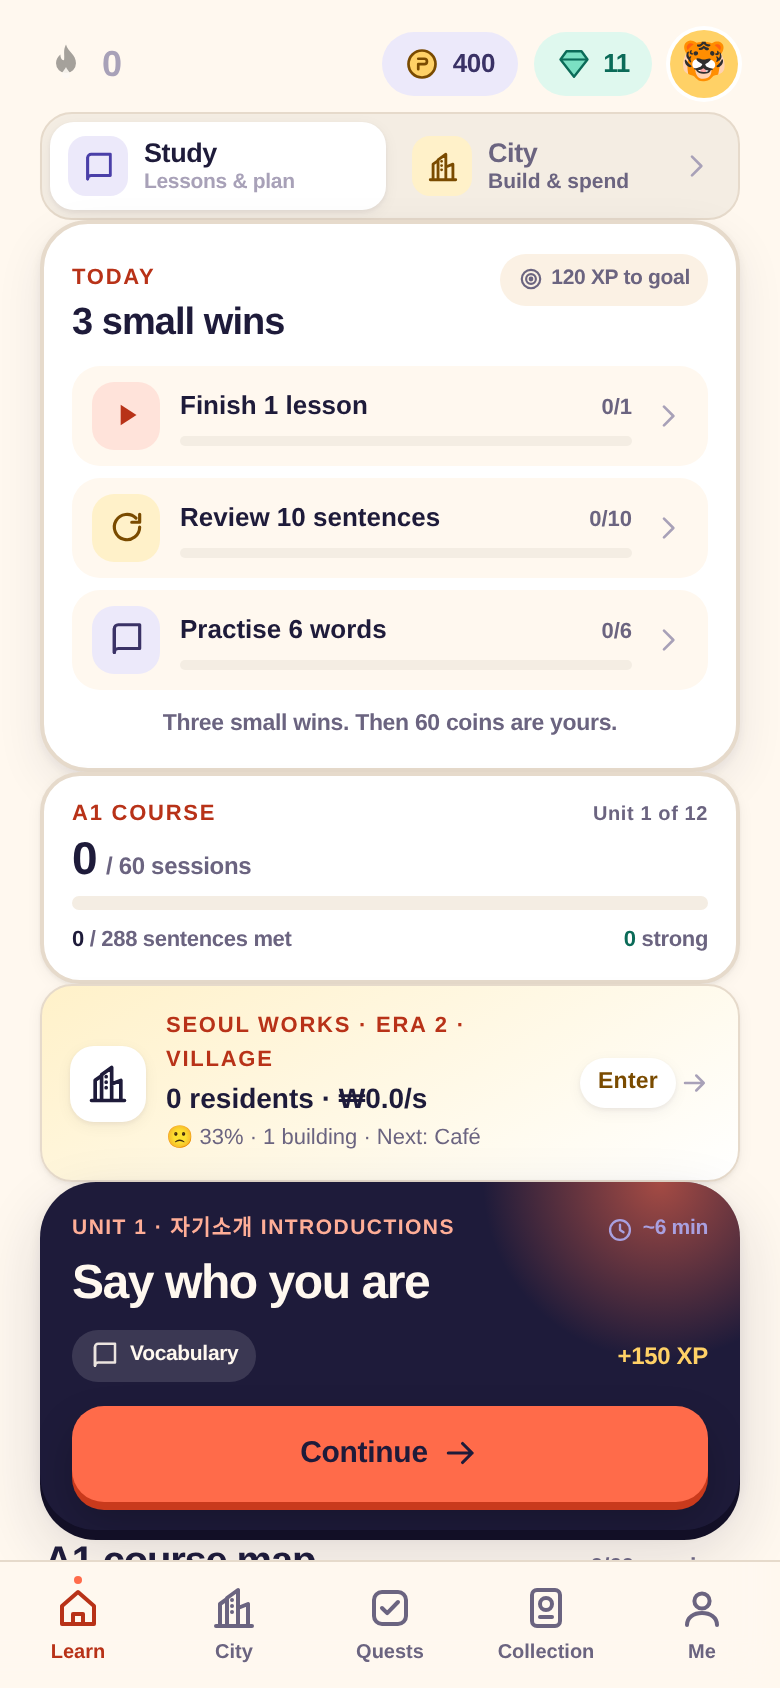 0
400
11
Study
Lessons & plan
City
Build & spend
TODAY
120 XP to goal
3 small wins
Finish 1 lesson
0/1
Review 10 sentences
0/10
Practise 6 words
0/6
Three small wins. Then 60 coins are yours.
A1 COURSE
Unit 1 of 12
0 / 60 sessions
0 / 288 sentences met
0 strong
SEOUL WORKS · ERA 2 ·
VILLAGE
0 residents · ₩0.0/s
33% · 1 building · Next: Café
Enter
UNIT 1 · 자기소개 INTRODUCTIONS
~6 min
Say who you are
Vocabulary
+150 XP
Continue
A1 course map
Learn
City
Quests
Collection
Me